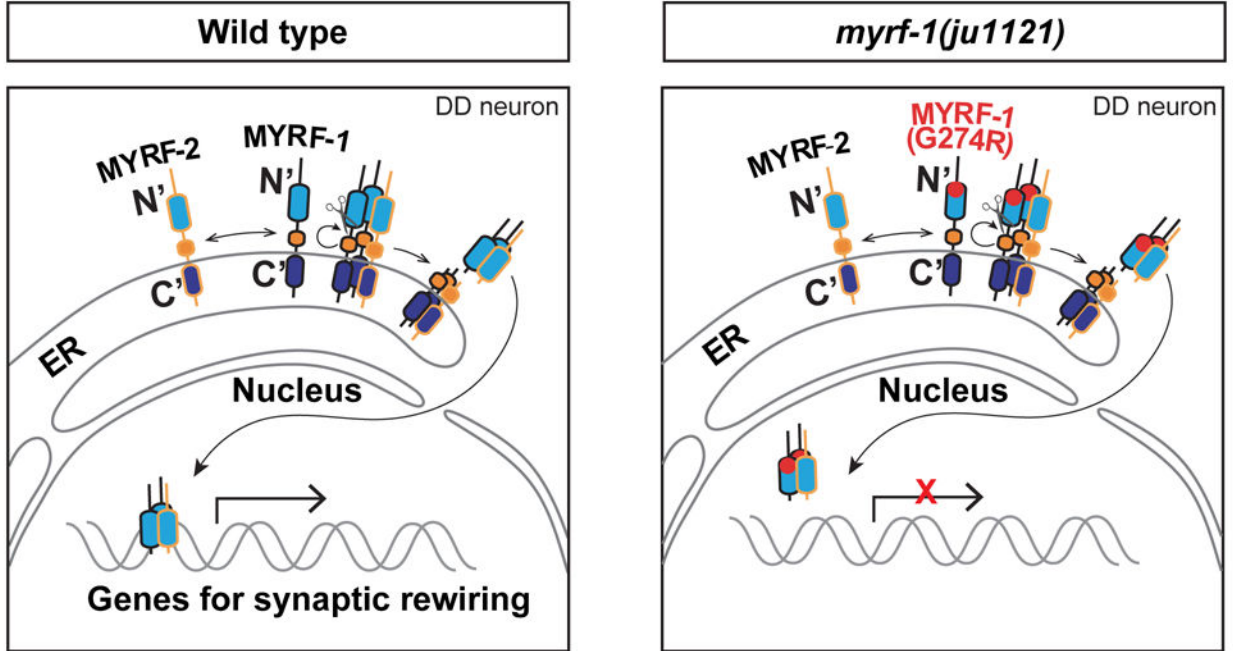 Wild type
DD neuron
MYRF-2
MYRF-1
N’
N’
C’
C’
ER
Nucleus
Genes for synaptic rewiring
myrf-1(ju1121)
DD neuron
MYRF-2
MYRF-1
(G274R)
N’
N’
C’
C’
ER
Nucleus
X